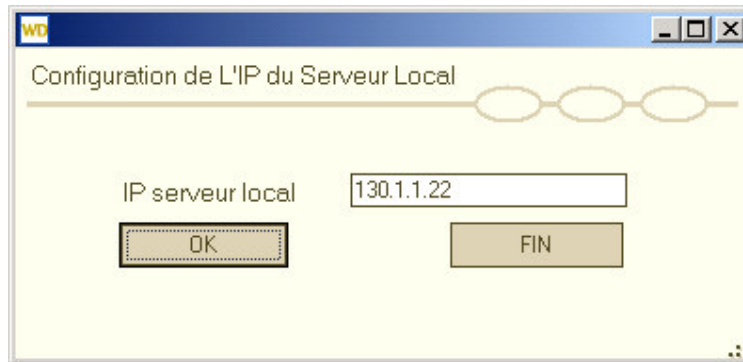 WD
Configuration de L'IP du Serveur Local
IP serveur local 130.1.1.22
OK FIN